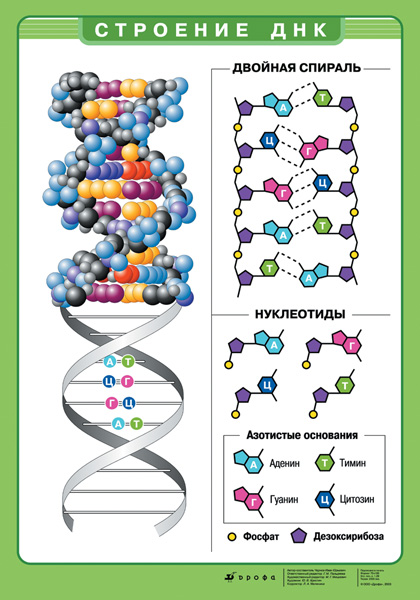 СТРОЕНИЕ ДНК
ДВОЙНАЯ СПИРАЛЬ
А Т
Ц Г
Г Ц
А Т
Т А
НУКЛЕОТИДЫ
А Г
Ц Т
А Т
Ц Г
Г Ц
А Т
Азотистые основания
А Аденин Т Тимин
Г Гуанин Ц Цитозин
Фосфат Дезоксирибоза
дрофа